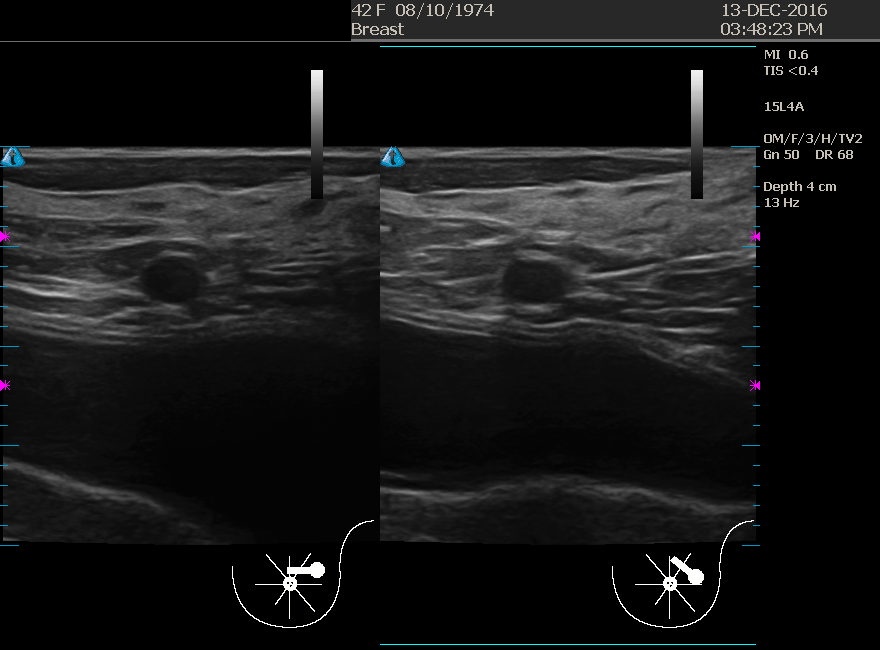 42 F 08/10/1974
13-DEC-2016
Breast
03:48:23 PM
MI 0.6
TIS <0.4
15L4A
OM/F/3/H/TV2
Gn 50 DR 68
Depth 4 cm
13 Hz